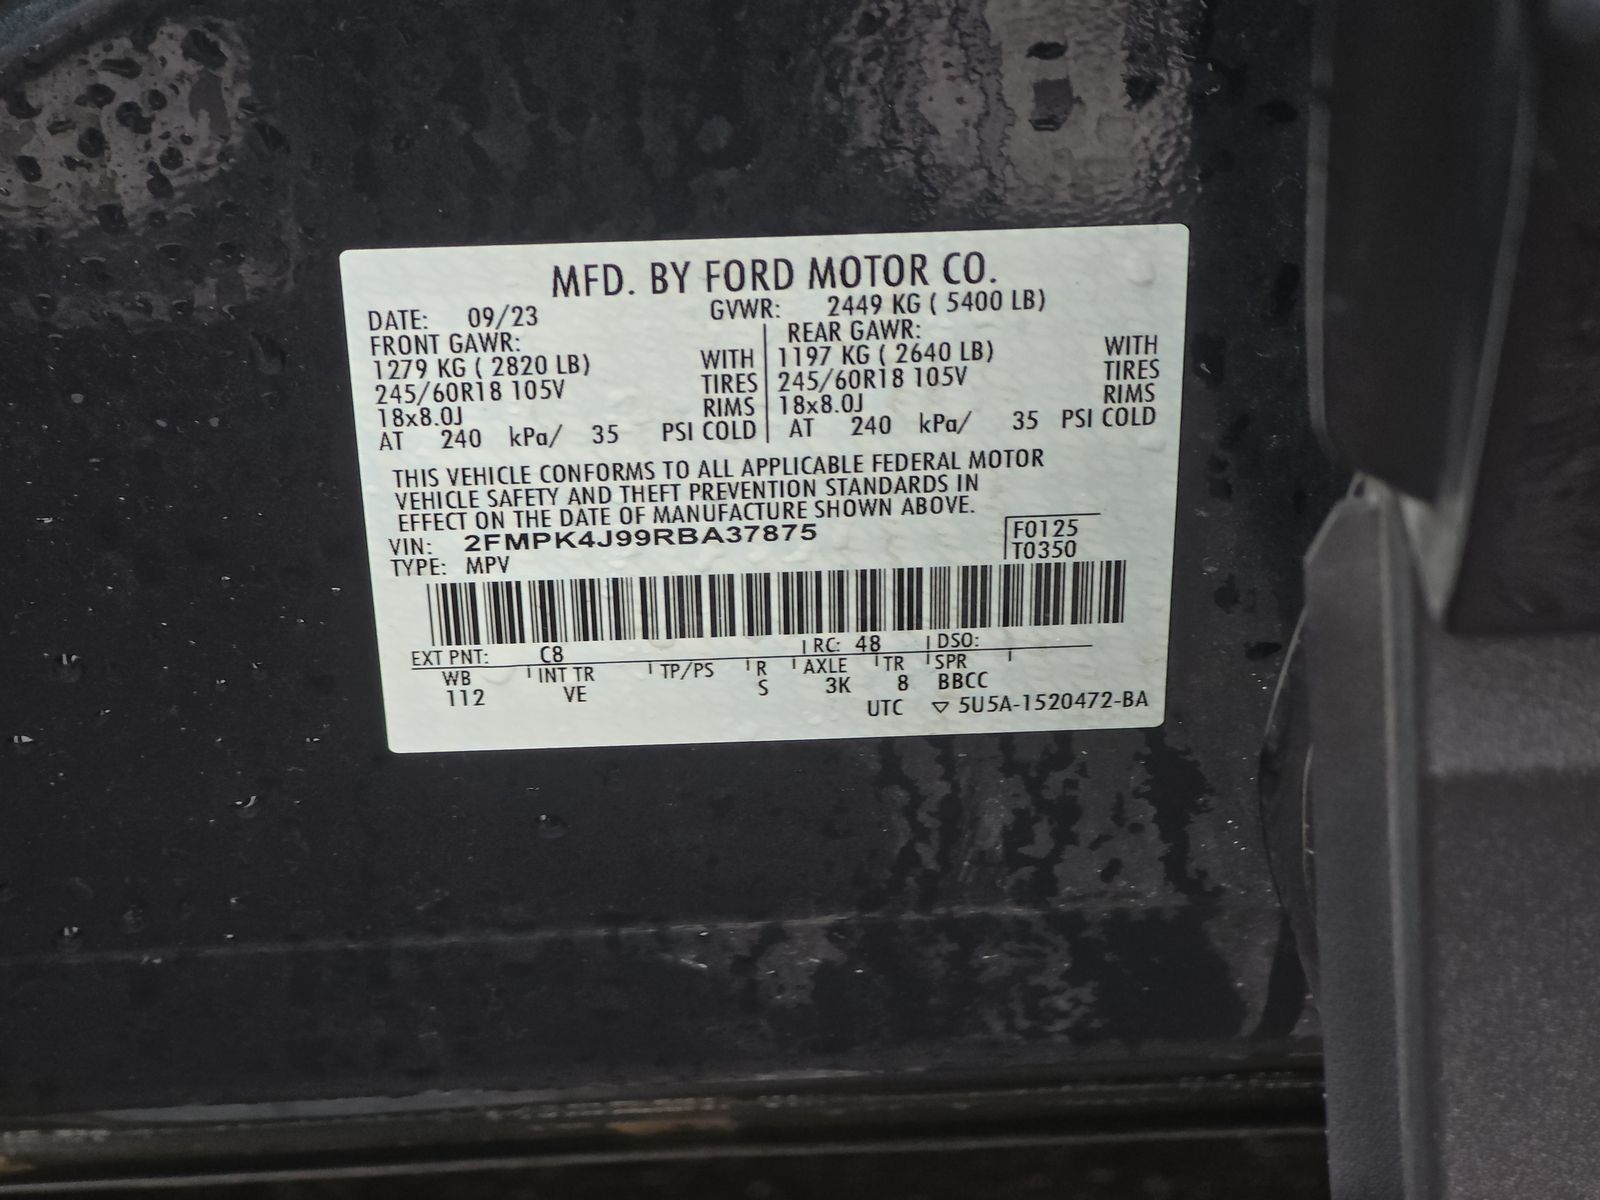 MFD. BY FORD MOTOR CO.
DATE: 09/23 GVWR: 2449 KG ( 5400 LB)
FRONT GAWR: REAR GAWR:
1279 KG ( 2820 LB) WITH 1197 KG ( 2640 LB) WITH
245/60R18 105V TIRES 245/60R18 105V TIRES
18x8.0J RIMS 18x8.0J RIMS
AT 240 kPa/ 35 PSI COLD AT 240 kPa/ 35 PSI COLD
THIS VEHICLE CONFORMS TO ALL APPLICABLE FEDERAL MOTOR
VEHICLE SAFETY AND THEFT PREVENTION STANDARDS IN
EFFECT ON THE DATE OF MANUFACTURE SHOWN ABOVE.
VIN: 2FMPK4J99RBA37875 F0125
TYPE: MPV T0350
EXT PNT: C8 RC: 48 DSO:
WB INT TR TP/PS R AXLE TR SPR
112 VE S 3K 8 BBCC
UTC ▽ 5U5A-1520472-BA